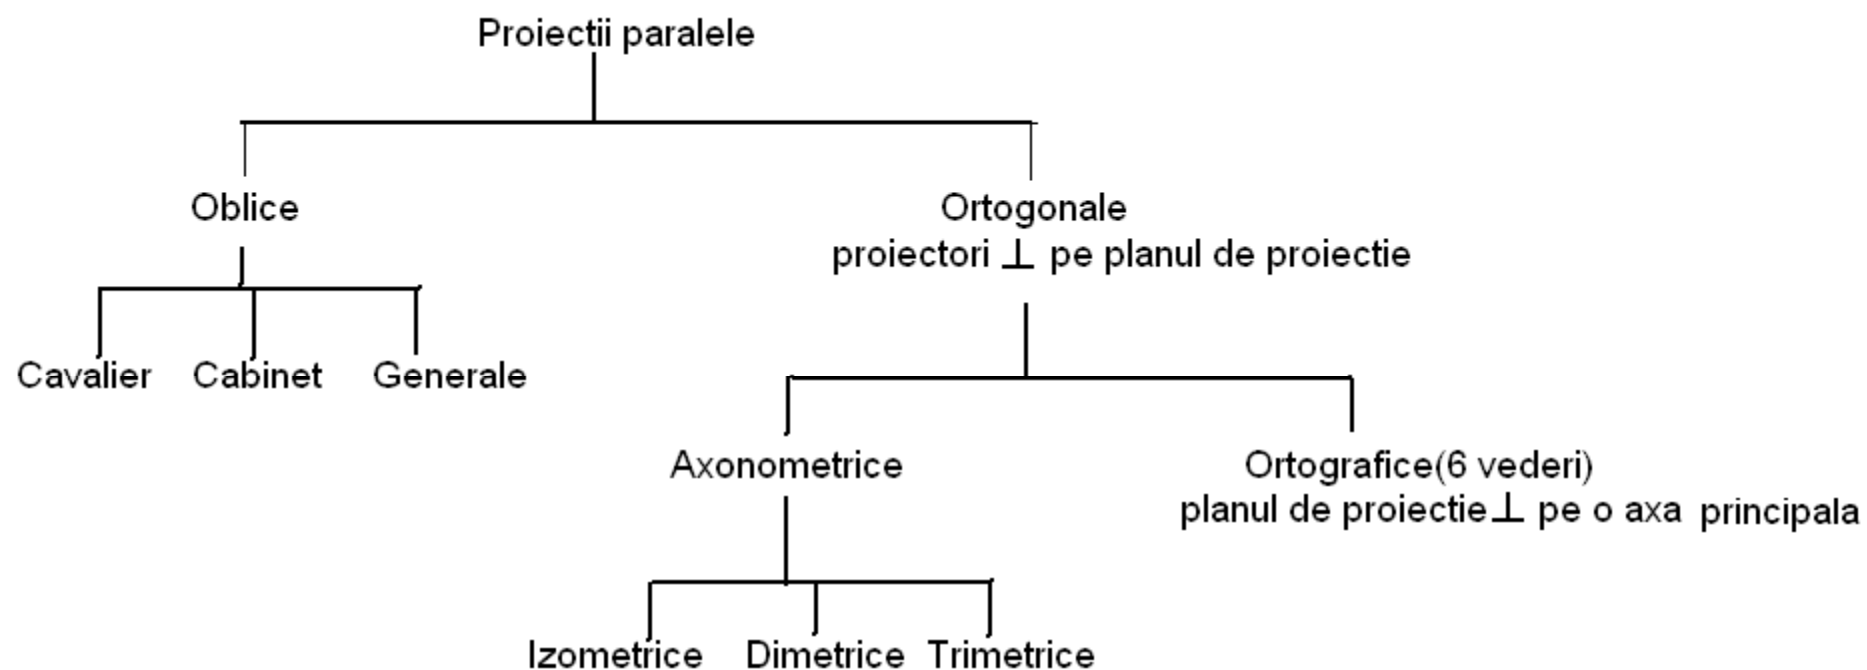 Proiectii paralele
Oblice
Ortogonale
proiectori ⊥ pe planul de proiectie
Cavalier Cabinet Generale
Axonometrice
Ortografice(6 vederi)
planul de proiectie ⊥ pe o axa principala
Izometrice Dimetrice Trimetrice